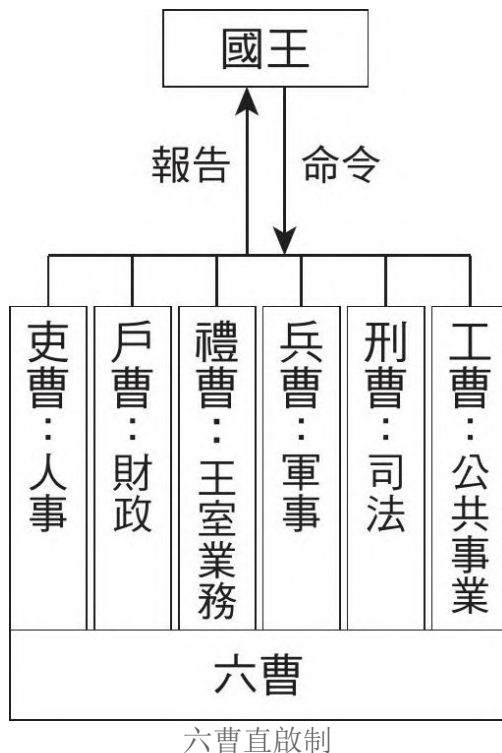 國王
報告
命令
吏曹：人事
戶曹：財政
禮曹：王室業務
兵曹：軍事
刑曹：司法
工曹：公共事業
六曹
六曹直啟制